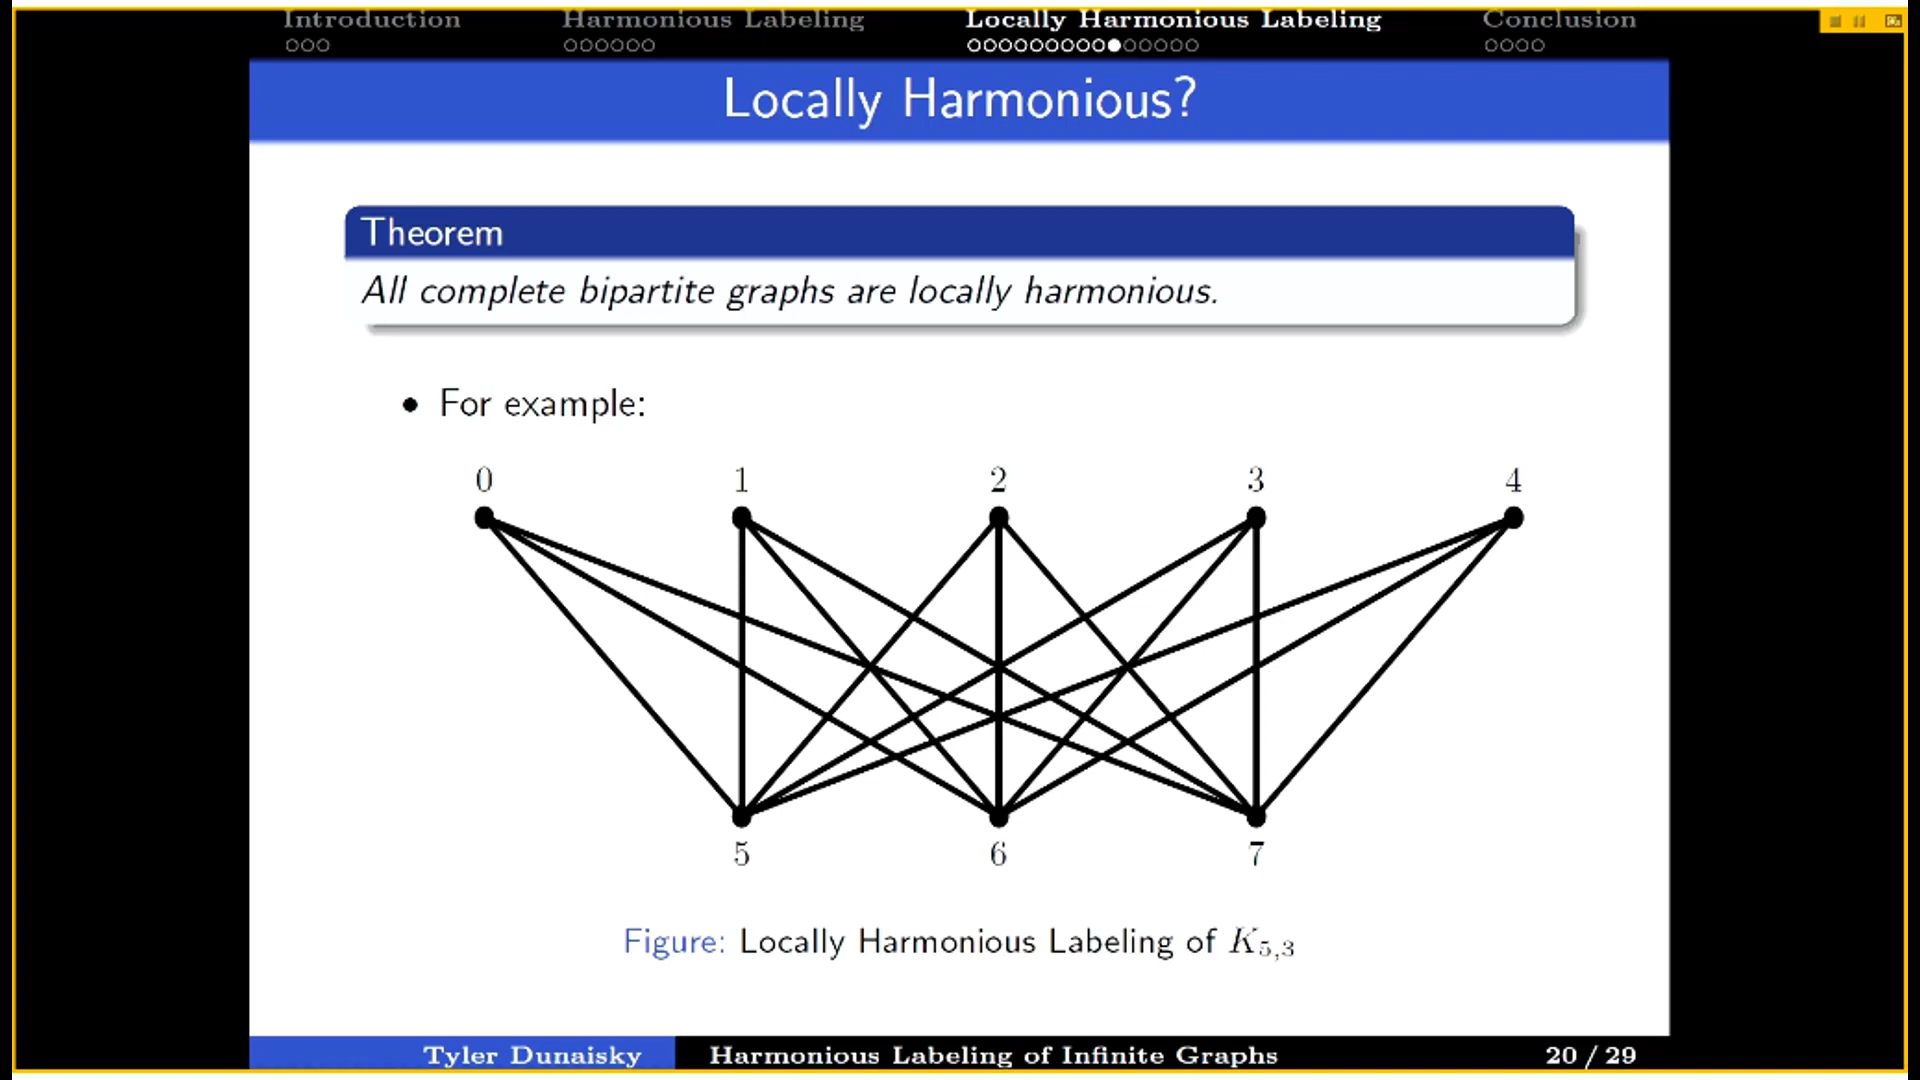 Introduction Harmonious Labeling Locally Harmonious Labeling Conclusion
Locally Harmonious?
Theorem
All complete bipartite graphs are locally harmonious.
• For example:
0 1 2 3 4
5 6 7
Figure: Locally Harmonious Labeling of K5,3
Tyler Dunaisky Harmonious Labeling of Infinite Graphs 20 / 29